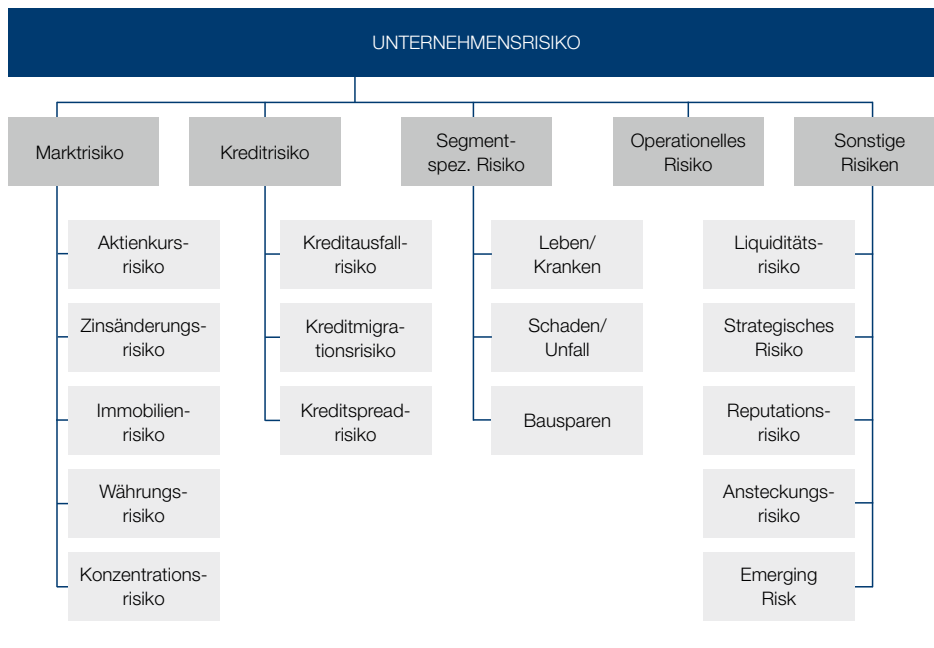 UNTERNEHMENSRISIKO
Marktrisiko
Kreditrisiko
Segment-
spez. Risiko
Operationelles
Risiko
Sonstige
Risiken
Aktienkurs-
risiko
Zinsänderungs-
risiko
Immobilien-
risiko
Währungs-
risiko
Konzentrations-
risiko
Kreditausfall-
risiko
Kreditmigra-
tionsrisiko
Kreditspread-
risiko
Leben/
Kranken
Schaden/
Unfall
Bausparen
Liquiditäts-
risiko
Strategisches
Risiko
Reputations-
risiko
Ansteckungs-
risiko
Emerging
Risk